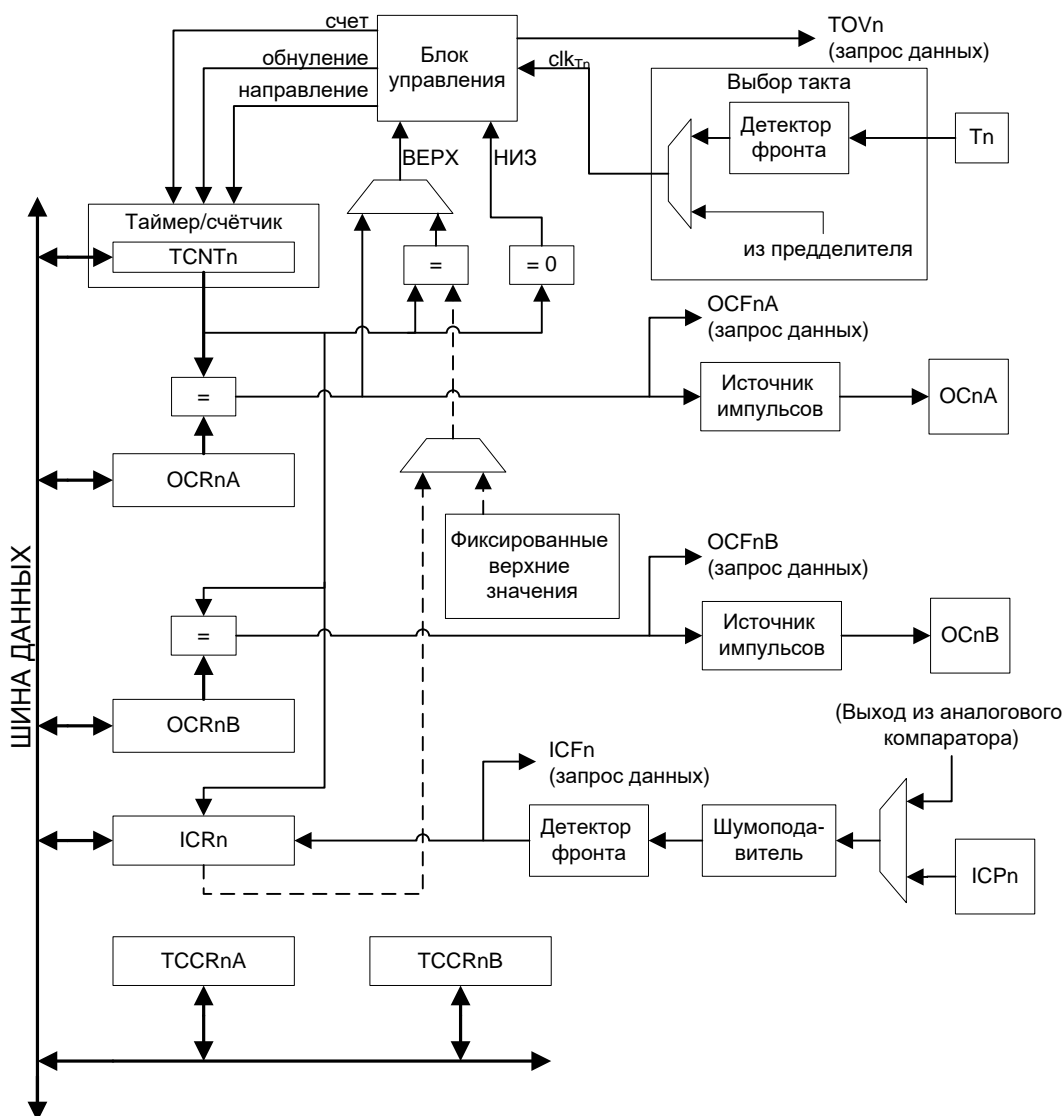 счет
обнуление
направление
Блок
управления
TOVn
(запрос данных)
clkTn
Выбор такта
Детектор
фронта
Tn
из предделителя
ВЕРХ
НИЗ
Таймер/счётчик
TCNTn
=
= 0
OCFnA
(запрос данных)
=
Источник
импульсов
OCnA
OCRnA
Фиксированные
верхние
значения
OCFnB
(запрос данных)
=
Источник
импульсов
OCnB
OCRnB
ШИНА ДАННЫХ
(Выход из аналогового
компаратора)
ICFn
(запрос данных)
ICRn
Детектор
фронта
Шумопода-
витель
ICPn
TCCRnA
TCCRnB